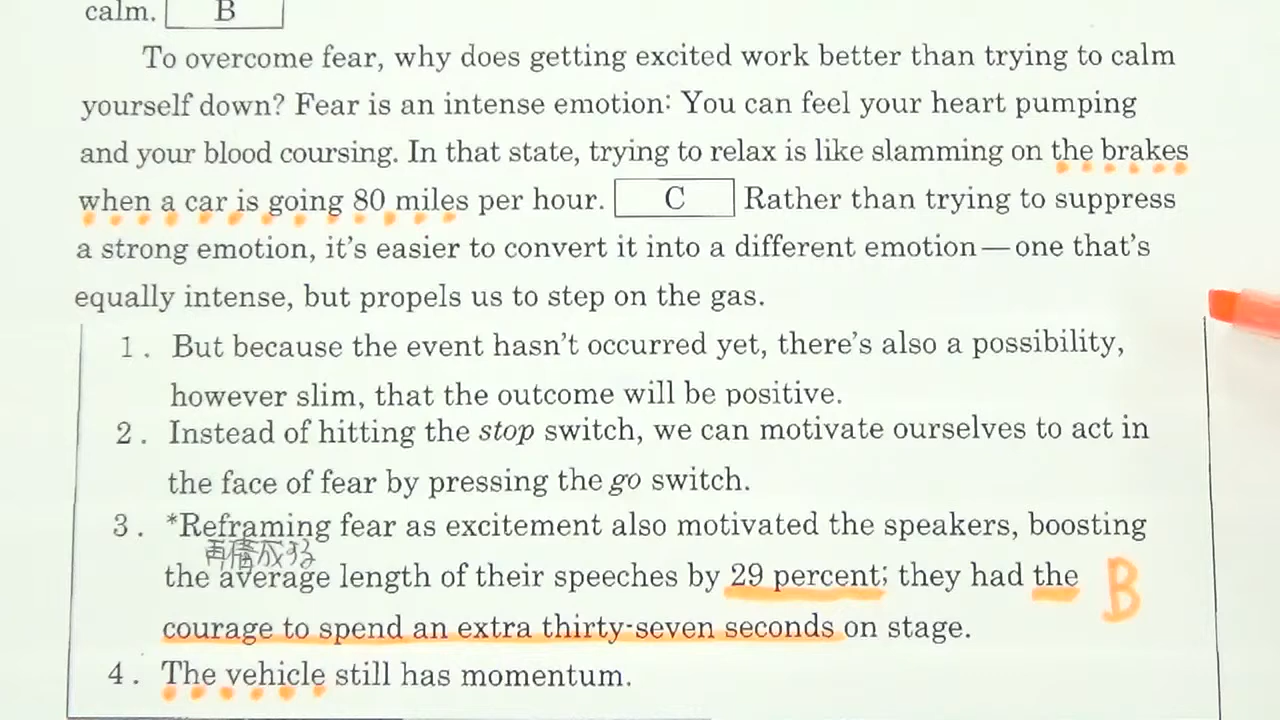 calm. B
To overcome fear, why does getting excited work better than trying to calm
yourself down? Fear is an intense emotion: You can feel your heart pumping
and your blood coursing. In that state, trying to relax is like slamming on the brakes
when a car is going 80 miles per hour. C Rather than trying to suppress
a strong emotion, it's easier to convert it into a different emotion—one that's
equally intense, but propels us to step on the gas.
1. But because the event hasn't occurred yet, there's also a possibility,
however slim, that the outcome will be positive.
2. Instead of hitting the stop switch, we can motivate ourselves to act in
the face of fear by pressing the go switch.
3. *Reframing fear as excitement also motivated the speakers, boosting
再構成する
the average length of their speeches by 29 percent; they had the B
courage to spend an extra thirty-seven seconds on stage.
4. The vehicle still has momentum.